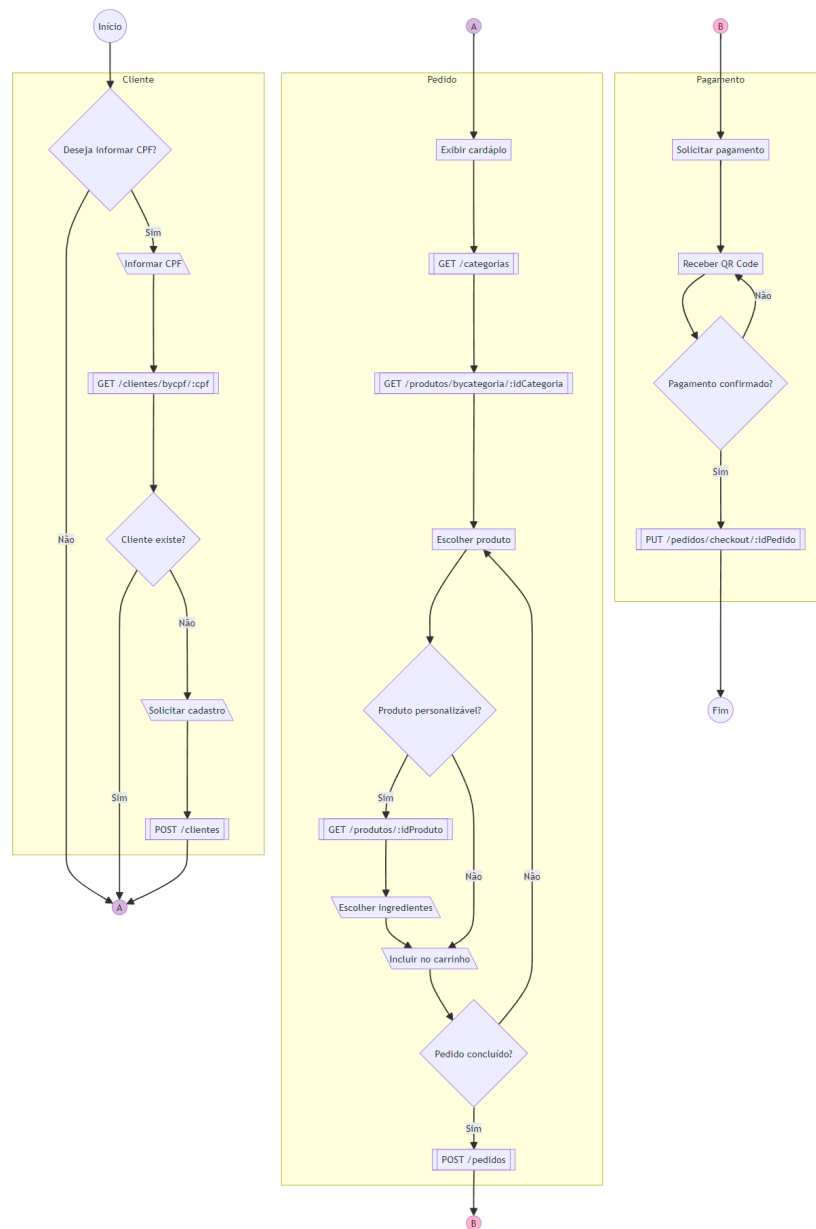 Início
Cliente
Deseja informar CPF?
Sim
Informar CPF
GET /clientes/bycpf/:cpf
Não
Cliente existe?
Não
Solicitar cadastro
Sim
POST /clientes
A
A
Pedido
Exibir cardápio
GET /categorias
GET /produtos/bycategoria/:idCategoria
Escolher produto
Produto personalizável?
Sim
GET /produtos/:idProduto
Não
Não
Escolher ingredientes
Incluir no carrinho
Pedido concluído?
Sim
POST /pedidos
B
B
Pagamento
Solicitar pagamento
Receber QR Code
Não
Pagamento confirmado?
Sim
PUT /pedidos/checkout/:idPedido
Fim